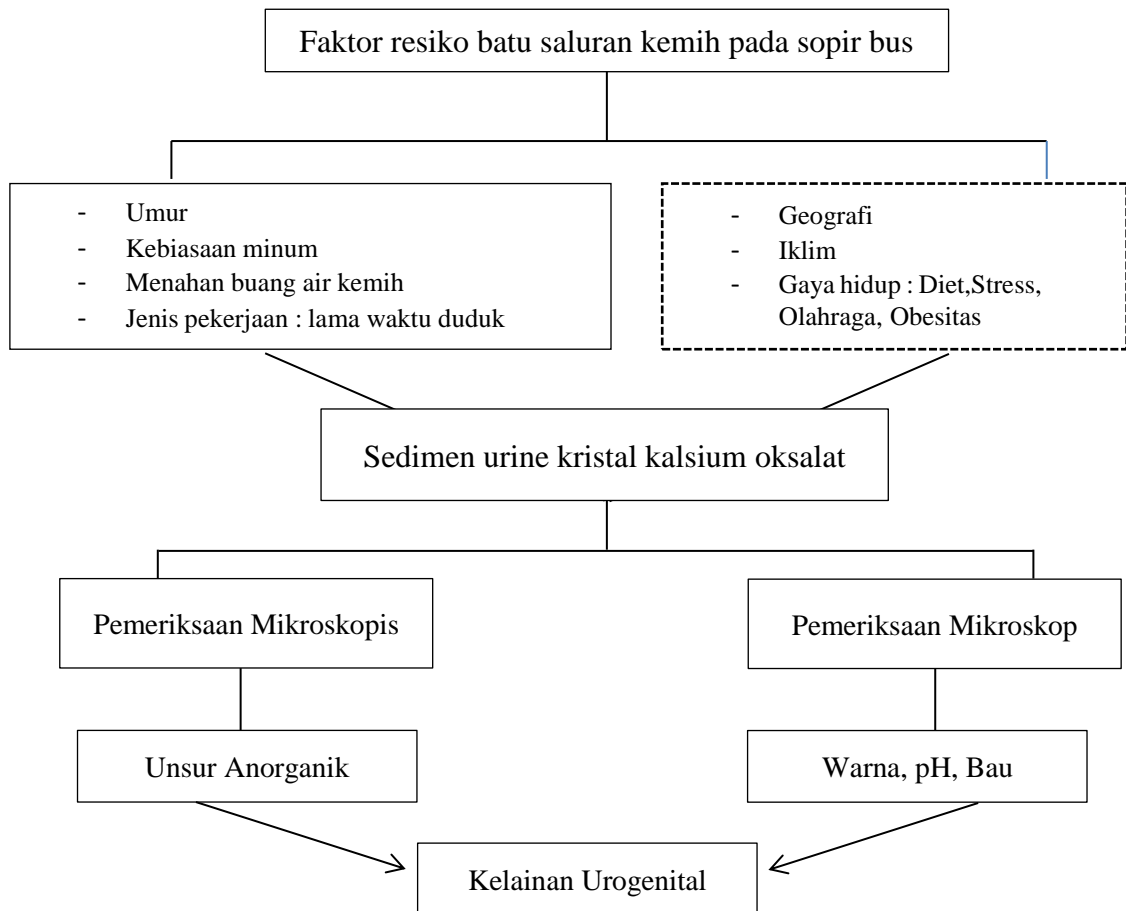 Faktor resiko batu saluran kemih pada sopir bus
- Umur
- Kebiasaan minum
- Menahan buang air kemih
- Jenis pekerjaan : lama waktu duduk
- Geografi
- Iklim
- Gaya hidup : Diet,Stress,
Olahraga, Obesitas
Sedimen urine kristal kalsium oksalat
Pemeriksaan Mikroskopis
Pemeriksaan Mikroskop
Unsur Anorganik
Warna, pH, Bau
Kelainan Urogenital